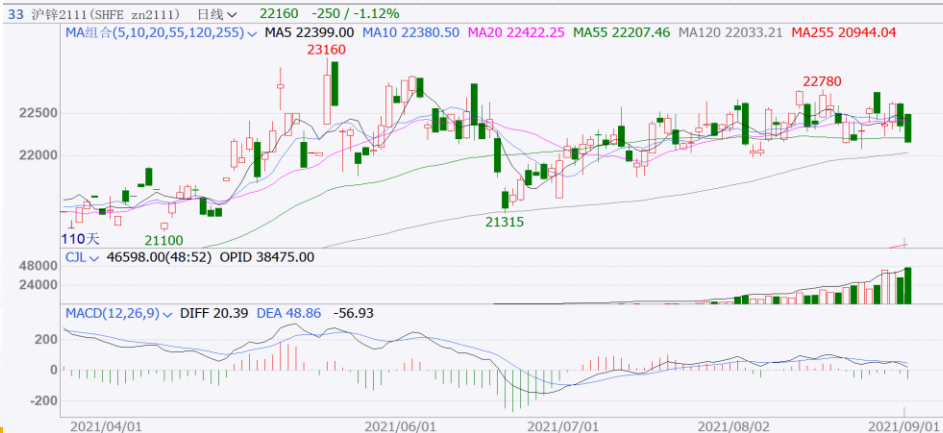 33 沪锌2111(SHFE zn2111) 日线 22160 -250 / -1.12%
MA组合(5,10,20,55,120,255) MA5 22399.00 MA10 22380.50 MA20 22422.25 MA55 22207.46 MA120 22033.21 MA255 20944.04
23160
22780
22500
22000
21315
110天
21100
CJL 46598.00(48:52) OPID 38475.00
48000
24000
MACD(12,26,9) DIFF 20.39 DEA 48.86 -56.93
200
0
-200
2021/04/01 2021/06/01 2021/07/01 2021/08/02 2021/09/01